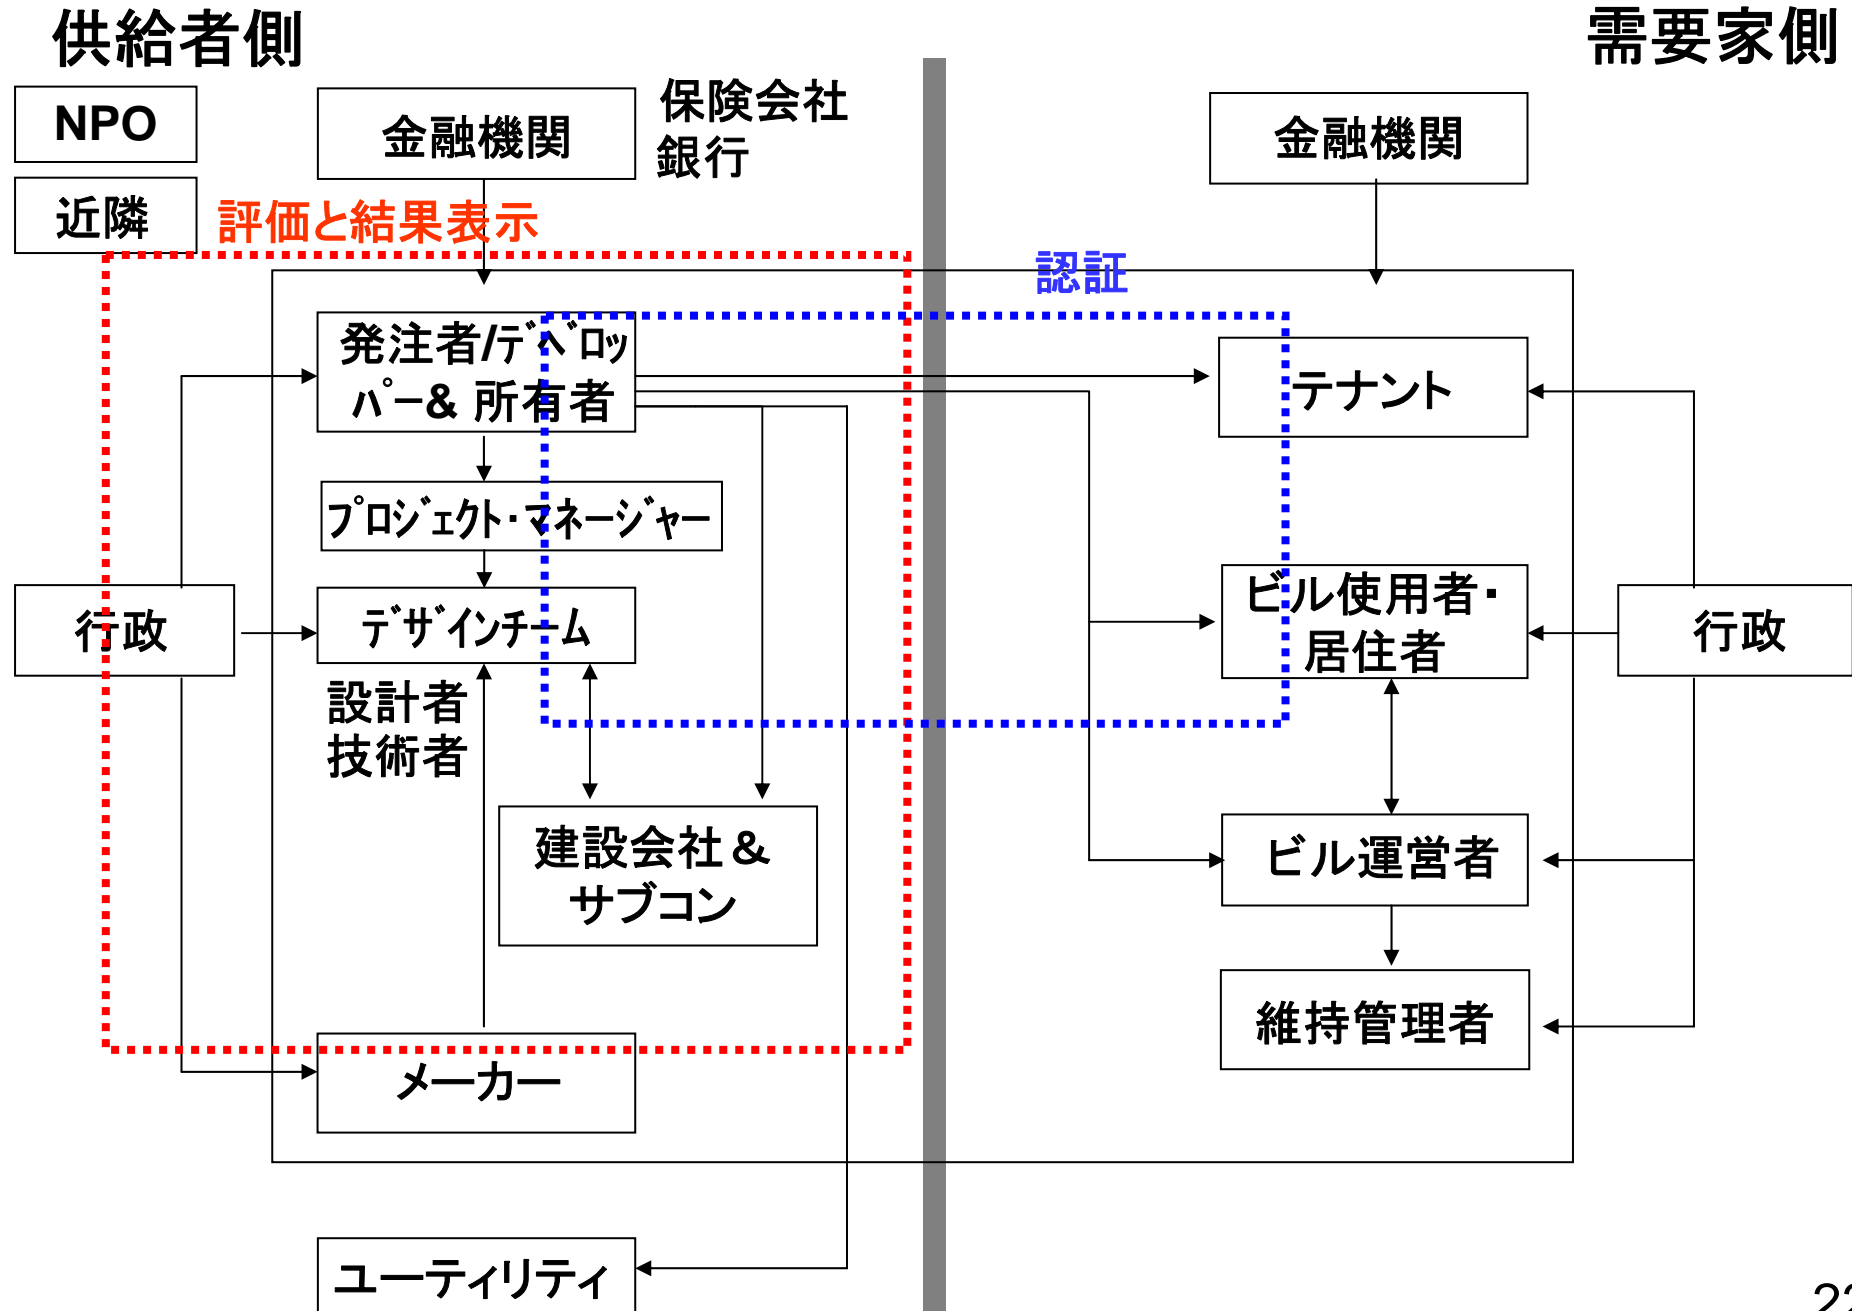 供給者側
需要家側
NPO
金融機関
保険会社
銀行
金融機関
近隣
評価と結果表示
認証
発注者/ﾃﾞﾍﾞﾛｯ
ﾊﾟｰ& 所有者
テナント
ﾌﾟﾛｼﾞｪｸﾄ・ﾏﾈｰｼﾞｬｰ
行政
ﾃﾞｻﾞｲﾝﾁｰﾑ
ビル使用者・
居住者
行政
設計者
技術者
建設会社＆
サブコン
ビル運営者
維持管理者
メーカー
ユーティリティ